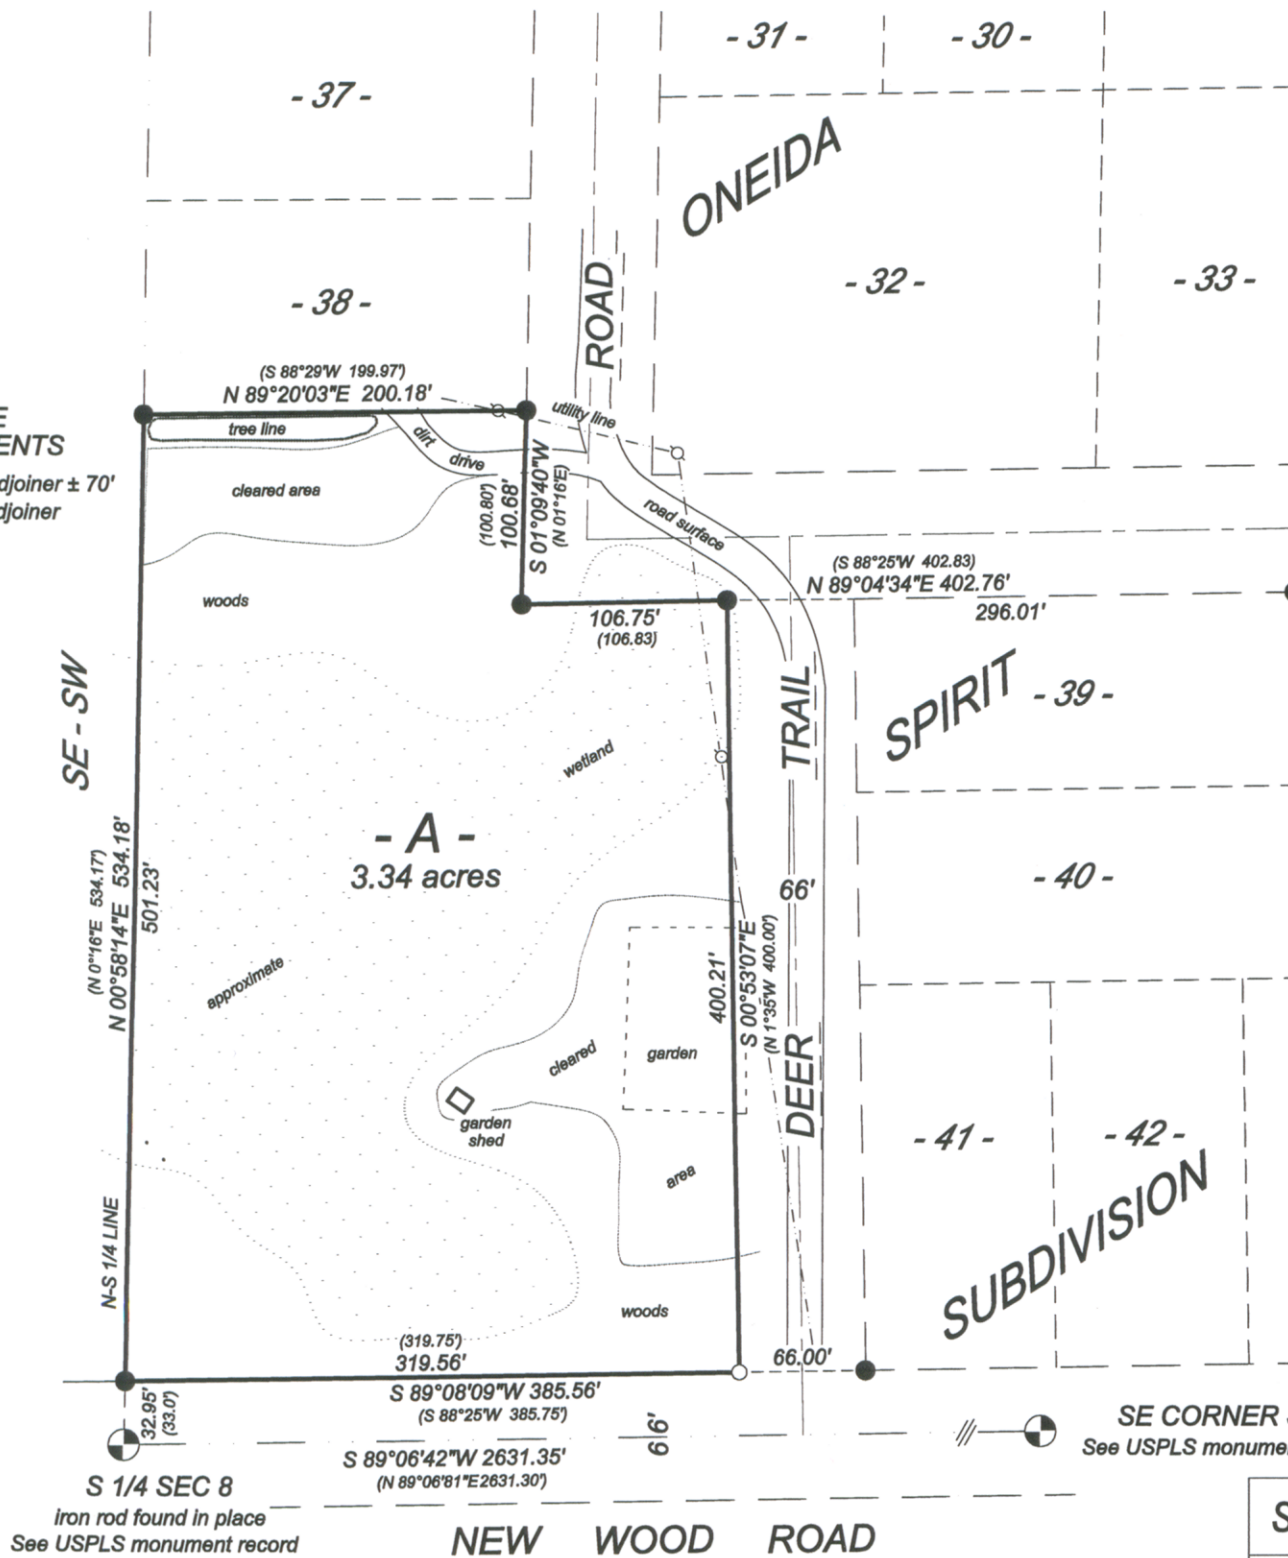 - 31 -
- 30 -
- 37 -
ONEIDA
- 32 -
- 33 -
- 38 -
ROAD
(S 88°29'W 199.97')
N 89°20'03"E 200.18'
E
ENTS
djoiner ± 70'
djoiner
tree line
utility line
dirt
drive
cleared area
(100.80')
100.68'
S 01°09'40"W
(N 01°16'E)
road surface
woods
(S 88°25'W 402.83)
N 89°04'34"E 402.76'
296.01'
106.75'
(106.83)
SE - SW
TRAIL
SPIRIT
- 39 -
wetland
- A -
3.34 acres
66'
- 40 -
(N 0°16"E 534.17')
N 00°58'14"E 534.18'
501.23'
approximate
400.21'
S 00°53'07"E
(N 1°35'W 400.00')
DEER
cleared
garden
garden
shed
- 41 -
- 42 -
area
SUBDIVISION
N-S 1/4 LINE
woods
(319.75')
319.56'
66.00'
S 89°08'09"W 385.56'
(S 88°25'W 385.75')
32.95'
(33.0')
66'
SE CORNER
See USPLS monume
S 89°06'42"W 2631.35'
(N 89°06'81"E2631.30')
S 1/4 SEC 8
iron rod found in place
See USPLS monument record
NEW WOOD ROAD
S